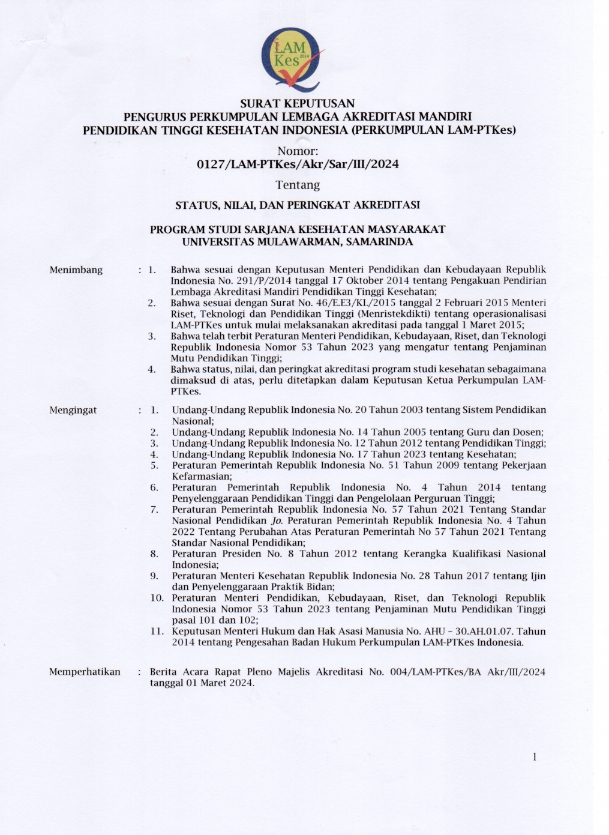 LAM
Kes
SURAT KEPUTUSAN
PENGURUS PERKUMPULAN LEMBAGA AKREDITASI MANDIRI
PENDIDIKAN TINGGI KESEHATAN INDONESIA (PERKUMPULAN LAM-PTKes)
Nomor:
0127/LAM-PTKes/Akr/Sar/III/2024
Tentang
STATUS, NILAI, DAN PERINGKAT AKREDITASI
PROGRAM STUDI SARJANA KESEHATAN MASYARAKAT
UNIVERSITAS MULAWARMAN, SAMARINDA
Menimbang : 1. Bahwa sesuai dengan Keputusan Menteri Pendidikan dan Kebudayaan Republik
Indonesia No. 291/P/2014 tanggal 17 Oktober 2014 tentang Pengakuan Pendirian
Lembaga Akreditasi Mandiri Pendidikan Tinggi Kesehatan;
2. Bahwa sesuai dengan Surat No. 46/E.E3/KL/2015 tanggal 2 Februari 2015 Menteri
Riset, Teknologi dan Pendidikan Tinggi (Menristekdikti) tentang operasionalisasi
LAM-PTKes untuk mulai melaksanakan akreditasi pada tanggal 1 Maret 2015;
3. Bahwa telah terbit Peraturan Menteri Pendidikan, Kebudayaan, Riset, dan Teknologi
Republik Indonesia Nomor 53 Tahun 2023 yang mengatur tentang Penjaminan
Mutu Pendidikan Tinggi;
4. Bahwa status, nilai, dan peringkat akreditasi program studi kesehatan sebagaimana
dimaksud di atas, perlu ditetapkan dalam Keputusan Ketua Perkumpulan LAM-
PTKes.
Mengingat : 1. Undang-Undang Republik Indonesia No. 20 Tahun 2003 tentang Sistem Pendidikan
Nasional;
2. Undang-Undang Republik Indonesia No. 14 Tahun 2005 tentang Guru dan Dosen;
3. Undang-Undang Republik Indonesia No. 12 Tahun 2012 tentang Pendidikan Tinggi;
4. Undang-Undang Republik Indonesia No. 17 Tahun 2023 tentang Kesehatan;
5. Peraturan Pemerintah Republik Indonesia No. 51 Tahun 2009 tentang Pekerjaan
Kefarmasian;
6. Peraturan Pemerintah Republik Indonesia No. 4 Tahun 2014 tentang
Penyelenggaraan Pendidikan Tinggi dan Pengelolaan Perguruan Tinggi;
7. Peraturan Pemerintah Republik Indonesia No. 57 Tahun 2021 Tentang Standar
Nasional Pendidikan Jo. Peraturan Pemerintah Republik Indonesia No. 4 Tahun
2022 Tentang Perubahan Atas Peraturan Pemerintah No 57 Tahun 2021 Tentang
Standar Nasional Pendidikan;
8. Peraturan Presiden No. 8 Tahun 2012 tentang Kerangka Kualifikasi Nasional
Indonesia;
9. Peraturan Menteri Kesehatan Republik Indonesia No. 28 Tahun 2017 tentang Ijin
dan Penyelenggaraan Praktik Bidan;
10. Peraturan Menteri Pendidikan, Kebudayaan, Riset, dan Teknologi Republik
Indonesia Nomor 53 Tahun 2023 tentang Penjaminan Mutu Pendidikan Tinggi
pasal 101 dan 102;
11. Keputusan Menteri Hukum dan Hak Asasi Manusia No. AHU – 30.AH.01.07. Tahun
2014 tentang Pengesahan Badan Hukum Perkumpulan LAM-PTKes Indonesia.
Memperhatikan : Berita Acara Rapat Pleno Majelis Akreditasi No. 004/LAM-PTKes/BA Akr/III/2024
tanggal 01 Maret 2024.
1